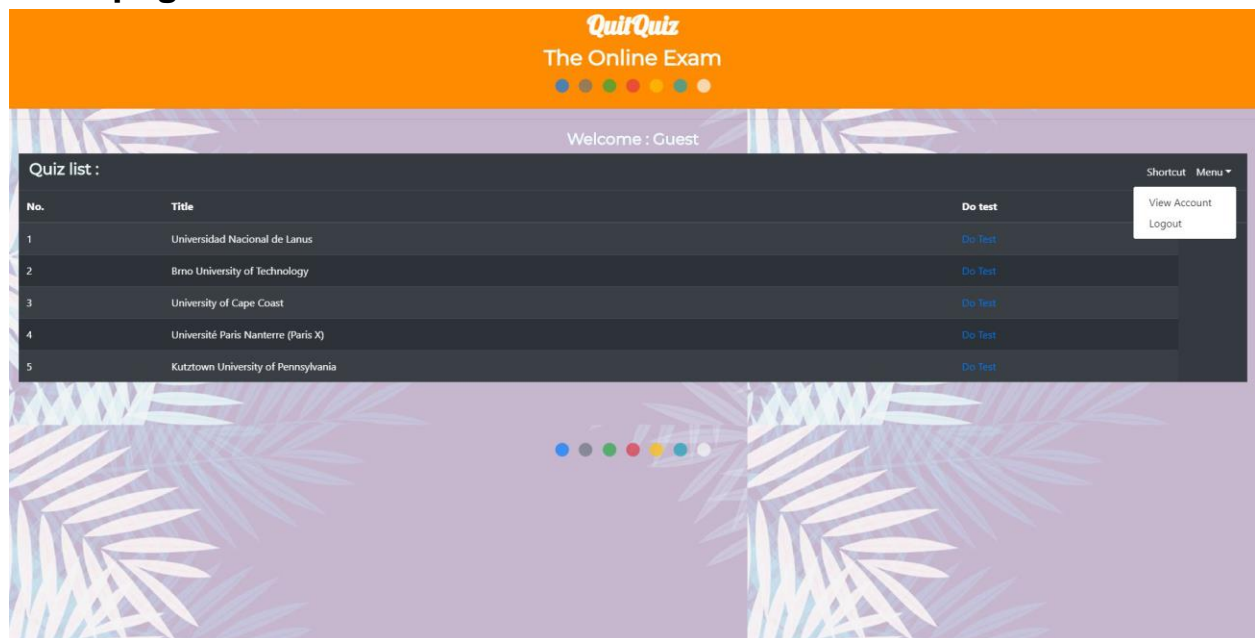 QuitQuiz
The Online Exam
Welcome : Guest
Quiz list :
Shortcut Menu
No. Title Do test
View Account
Logout
1 Universidad Nacional de Lanus Do Test
2 Brno University of Technology Do Test
3 University of Cape Coast Do Test
4 Université Paris Nanterre (Paris X) Do Test
5 Kutztown University of Pennsylvania Do Test